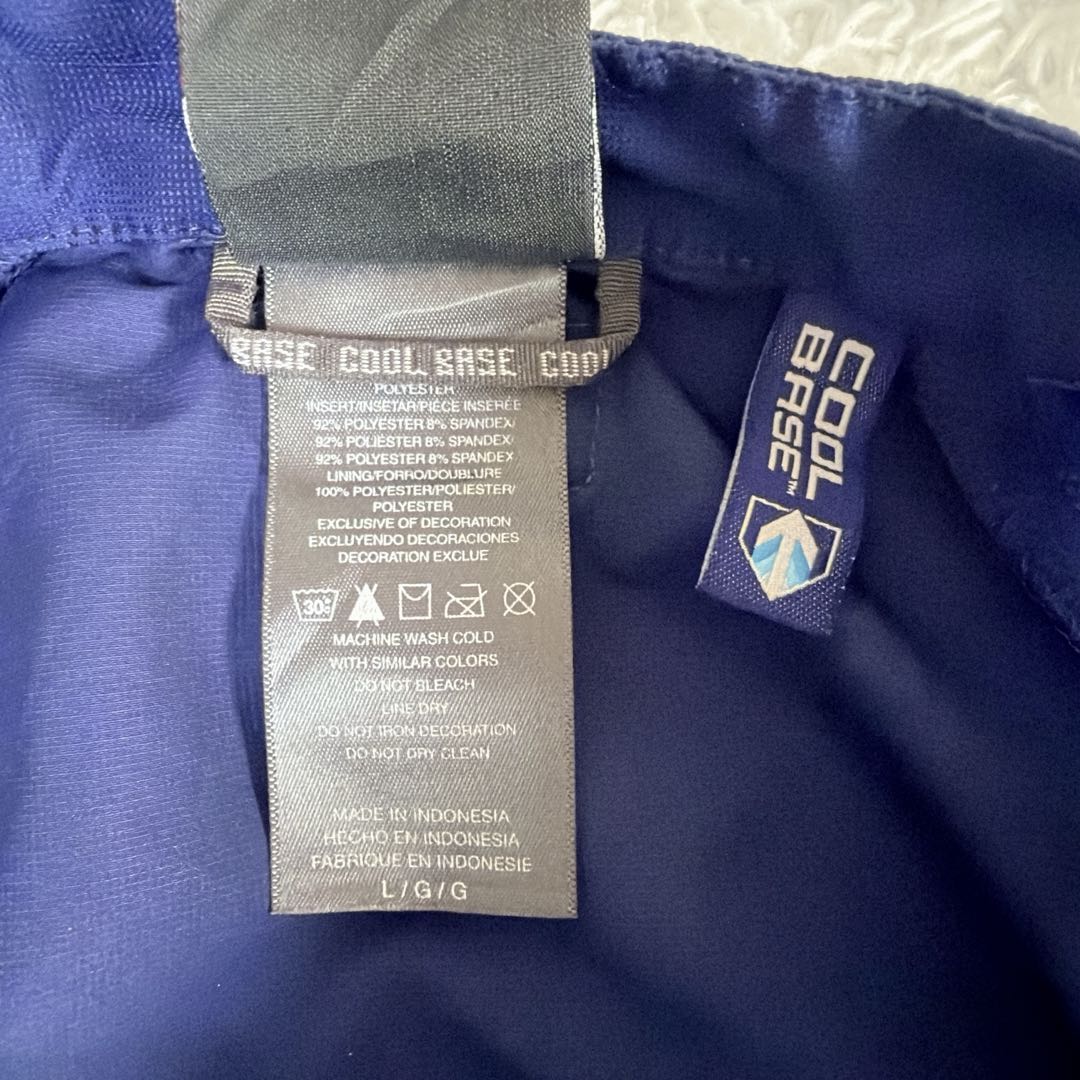 BASE COOL BASE COOL
POLYESTER
INSERT/INSETAR/PIÈCE INSERÉE
92% POLYESTER 8% SPANDEX/
92% POLIÉSTER 8% SPANDEX/
92% POLYESTER 8% SPANDEX
LINING/FORRO/DOUBLURE
100% POLYESTER/POLIESTER/
POLYESTER
EXCLUSIVE OF DECORATION
EXCLUYENDO DECORACIONES
DECORATION EXCLUE
30°
MACHINE WASH COLD
WITH SIMILAR COLORS
DO NOT BLEACH
LINE DRY
DO NOT IRON DECORATION
DO NOT DRY CLEAN
MADE IN INDONESIA
HECHO EN INDONESIA
FABRIQUE EN INDONESIE
L / G / G
COOL
BASE™